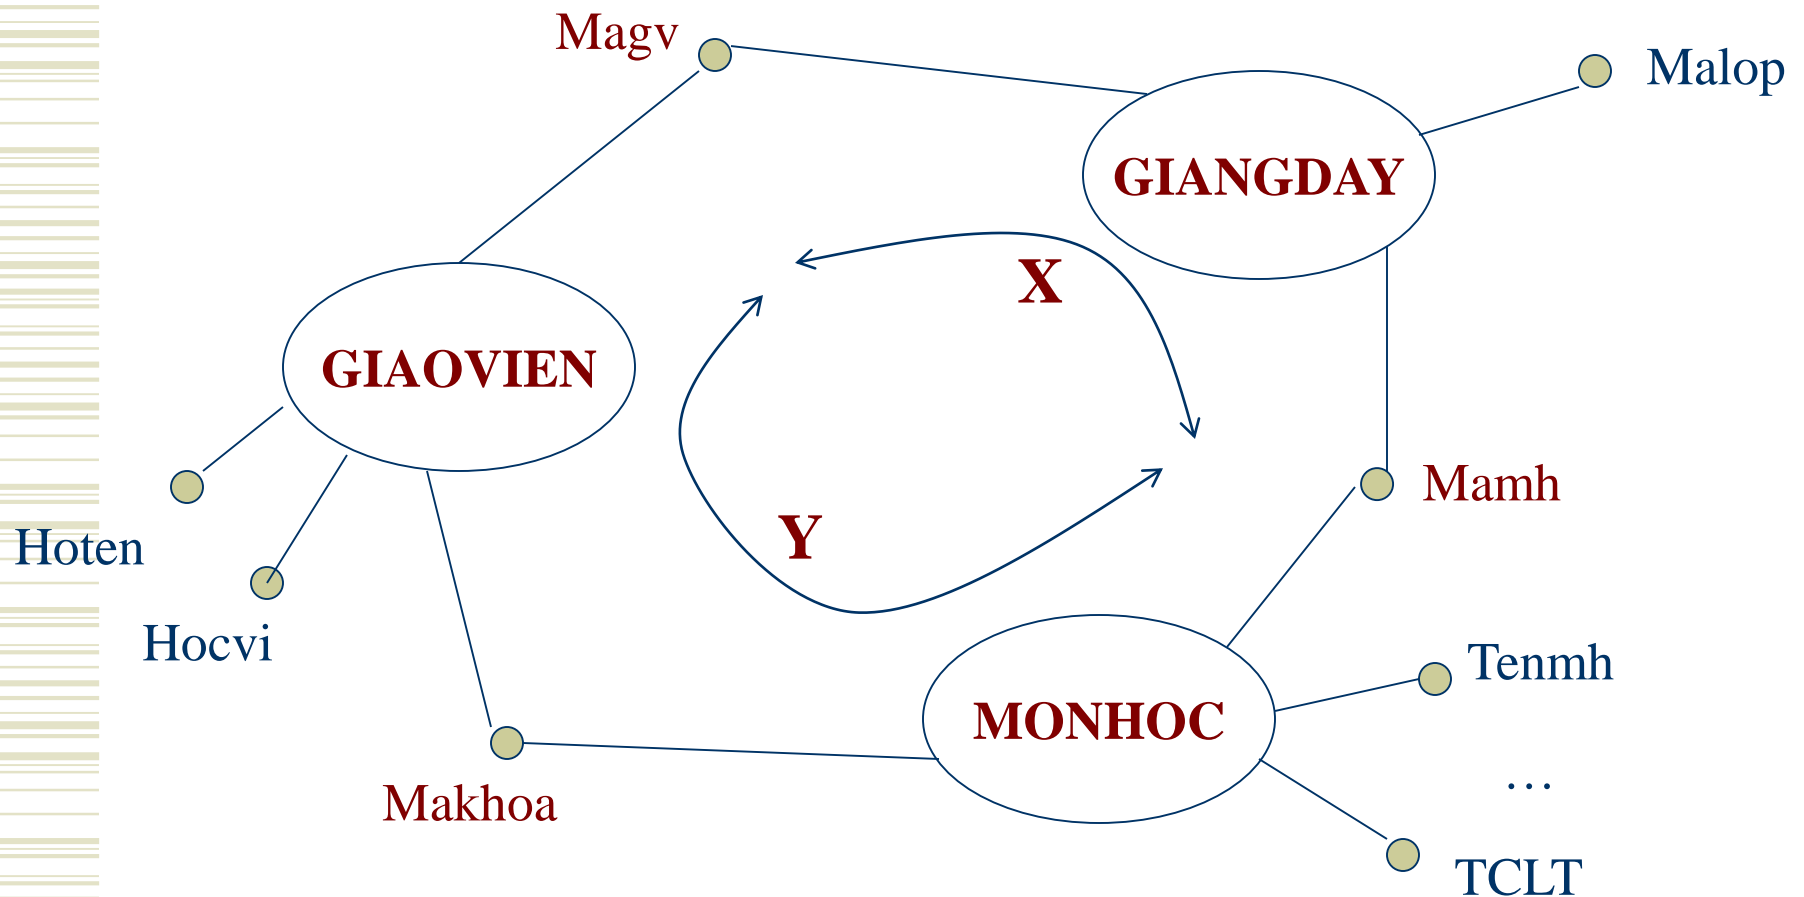 Magv
Malop
GIANGDAY
X
GIAOVIEN
Mamh
Y
Hoten
Hocvi
Tenmh
MONHOC
…
Makhoa
TCLT